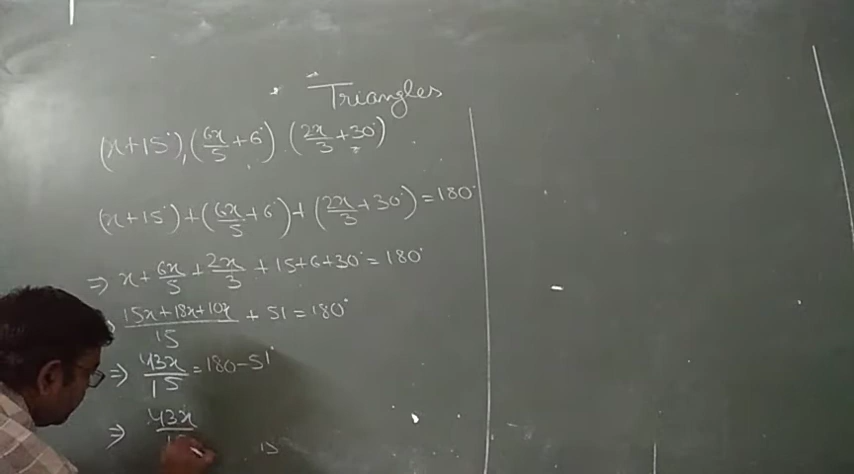 Triangles
(x+15°), (6x/5+6°) (2x/3+30°)
(x+15°)+(6x/5+6°)+(2x/3+30°)=180°
⇒ x+6x/5+2x/3+15+6+30°=180°
(15x+18x+10x)/15 + 51=180°
⇒ 43x/15=180-51°
⇒ 43x